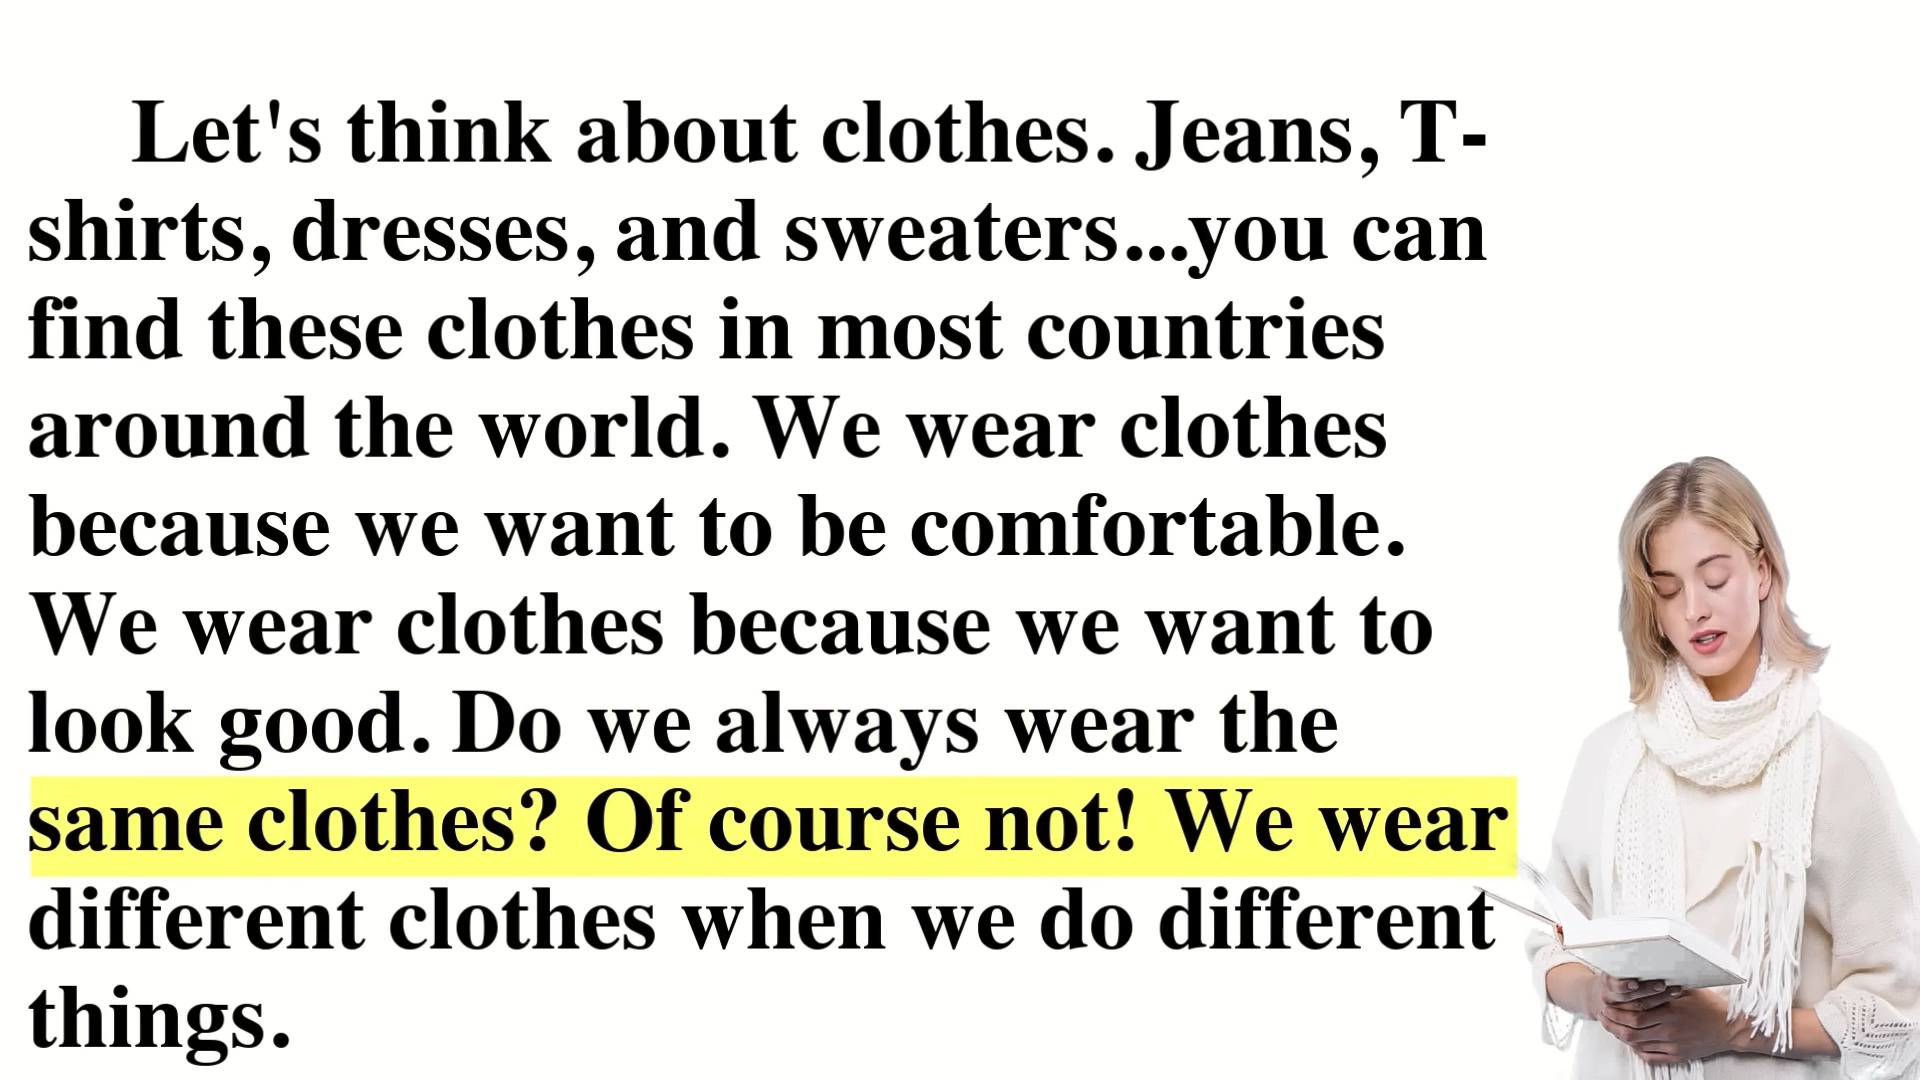 Let's think about clothes. Jeans, T-
shirts, dresses, and sweaters...you can
find these clothes in most countries
around the world. We wear clothes
because we want to be comfortable.
We wear clothes because we want to
look good. Do we always wear the
same clothes? Of course not! We wear
different clothes when we do different
things.